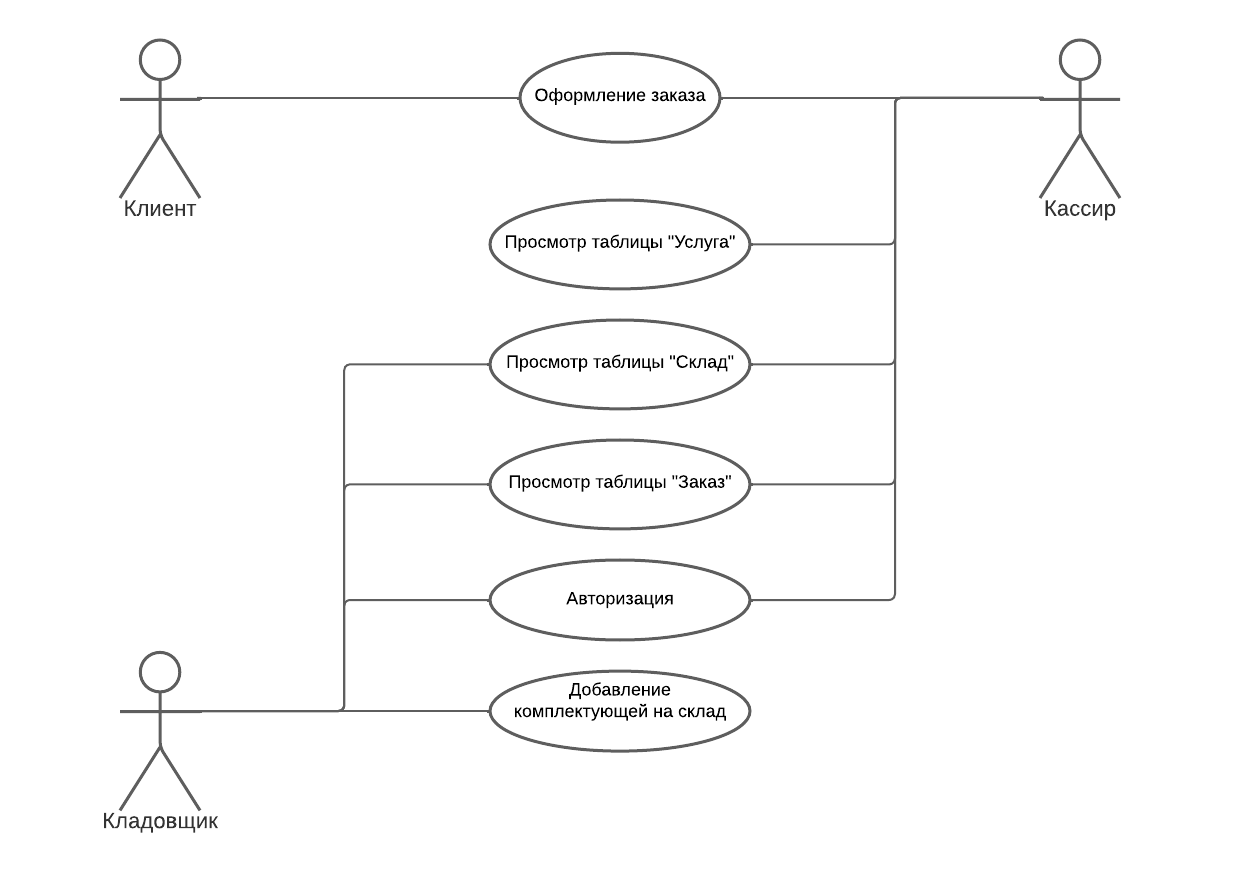 Оформление заказа
Клиент
Кассир
Просмотр таблицы "Услуга"
Просмотр таблицы "Склад"
Просмотр таблицы "Заказ"
Авторизация
Добавление
комплектующей на склад
Кладовщик